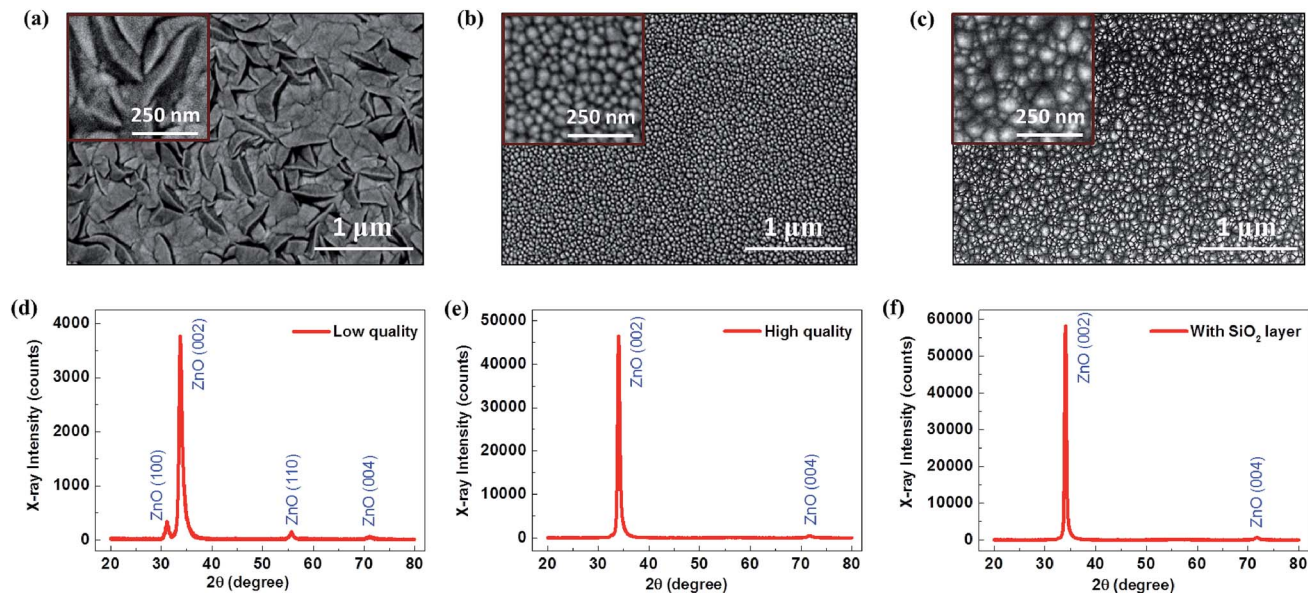 (a)
250 nm
1 µm
(b)
250 nm
1 µm
(c)
250 nm
1 µm
(d)
Low quality
ZnO (100)
ZnO (002)
ZnO (110)
ZnO (004)
X-ray Intensity (counts)
4000
3000
2000
1000
0
20 30 40 50 60 70 80
2θ (degree)
(e)
High quality
ZnO (002)
ZnO (004)
X-ray Intensity (counts)
50000
40000
30000
20000
10000
0
20 30 40 50 60 70 80
2θ (degree)
(f)
With SiO₂ layer
ZnO (002)
ZnO (004)
X-ray Intensity (counts)
60000
50000
40000
30000
20000
10000
0
20 30 40 50 60 70 80
2θ (degree)